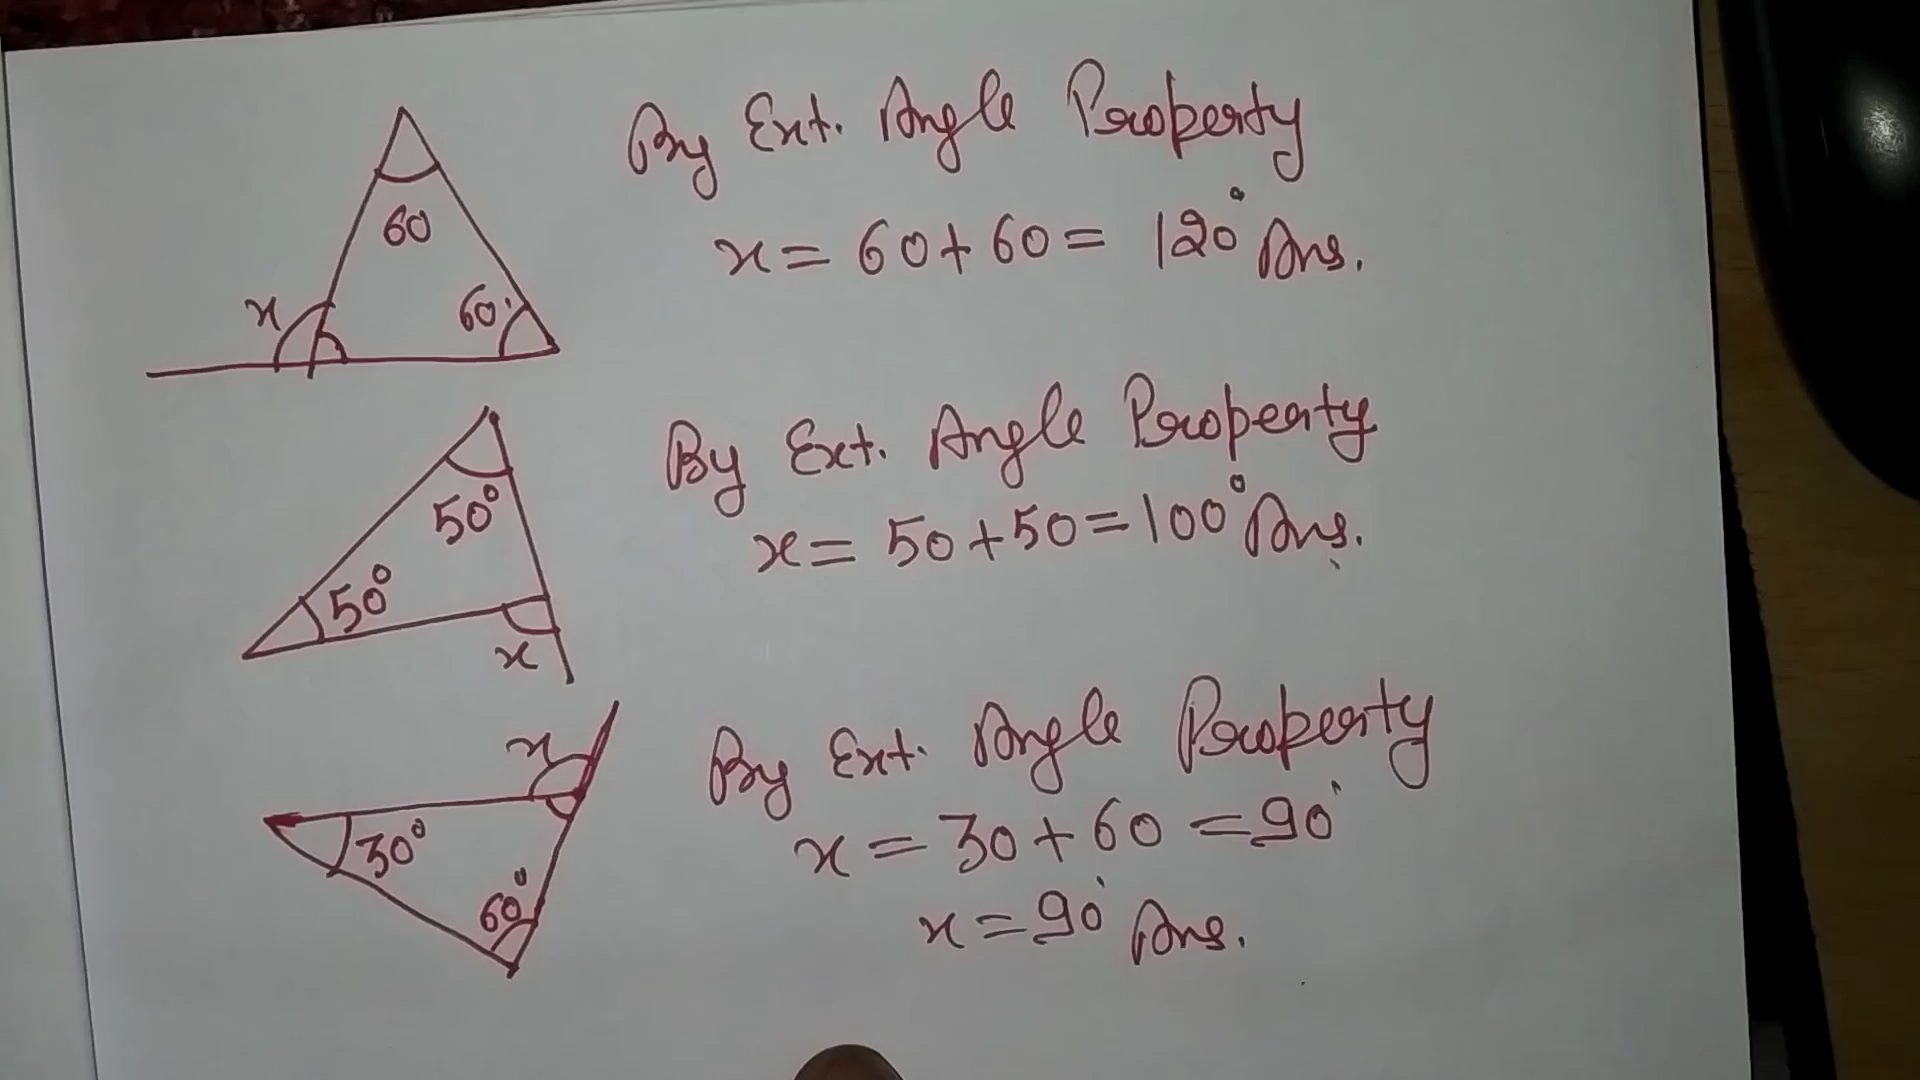 By Ext. Angle Property
60
x = 60 + 60 = 120° Ans.
x
60°
By Ext. Angle Property
50°
x = 50 + 50 = 100° Ans.
50°
x
By Ext. Angle Property
x
x = 30 + 60 = 90°
30°
60°
x = 90° Ans.